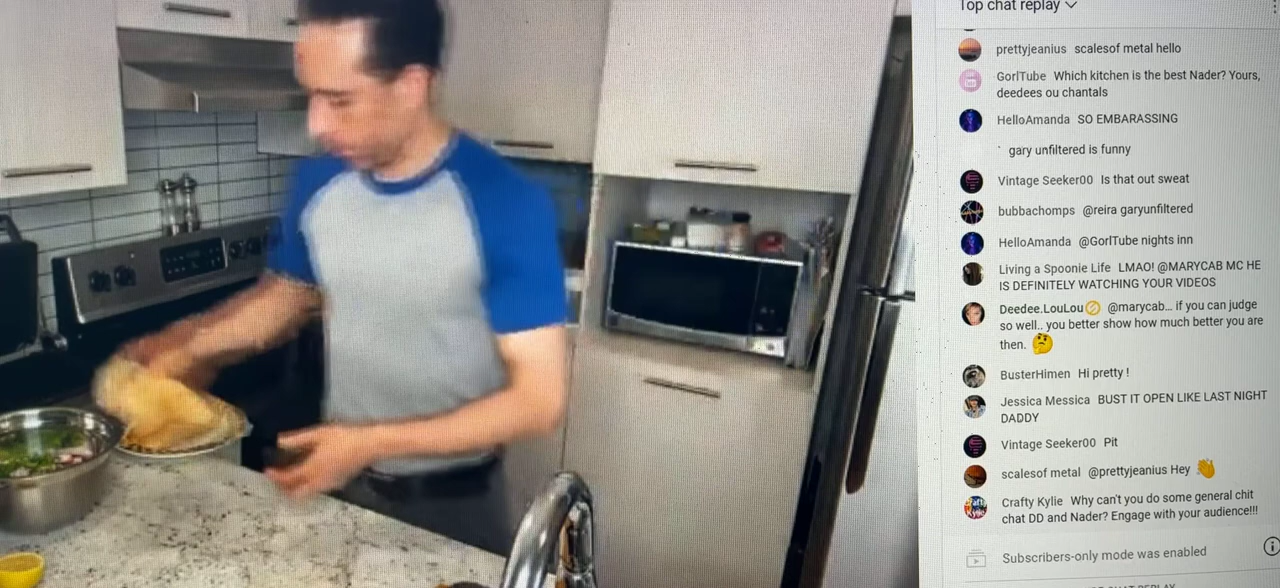 Top chat replay
prettyjeanius scalesof metal hello
GorlTube Which kitchen is the best Nader? Yours,
deedees ou chantals
HelloAmanda SO EMBARASSING
gary unfiltered is funny
Vintage Seeker00 Is that out sweat
bubbachomps @reira garyunfiltered
HelloAmanda @GorlTube nights inn
Living a Spoonie Life LMAO! @MARYCAB MC HE
IS DEFINITELY WATCHING YOUR VIDEOS
Deedee.LouLou @marycab... if you can judge
so well.. you better show how much better you are
then. 🤔
BusterHimen Hi pretty !
Jessica Messica BUST IT OPEN LIKE LAST NIGHT
DADDY
Vintage Seeker00 Pit
scalesof metal @prettyjeanius Hey 👋
Crafty Kylie Why can't you do some general chit
chat DD and Nader? Engage with your audience!!!
Subscribers-only mode was enabled
CHAT REPLAY